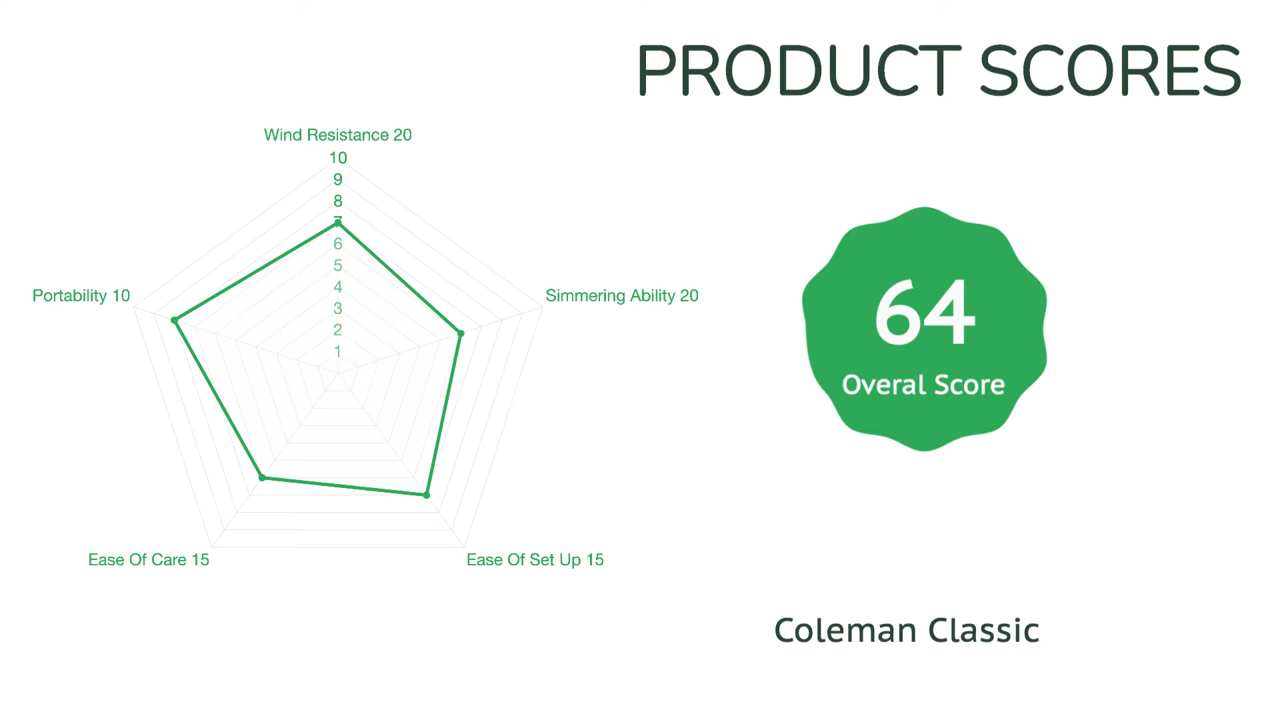 PRODUCT SCORES
Wind Resistance 20
10
9
8
7
6
5
4
3
2
1
Portability 10
Simmering Ability 20
Ease Of Care 15
Ease Of Set Up 15
64
Overal Score
Coleman Classic